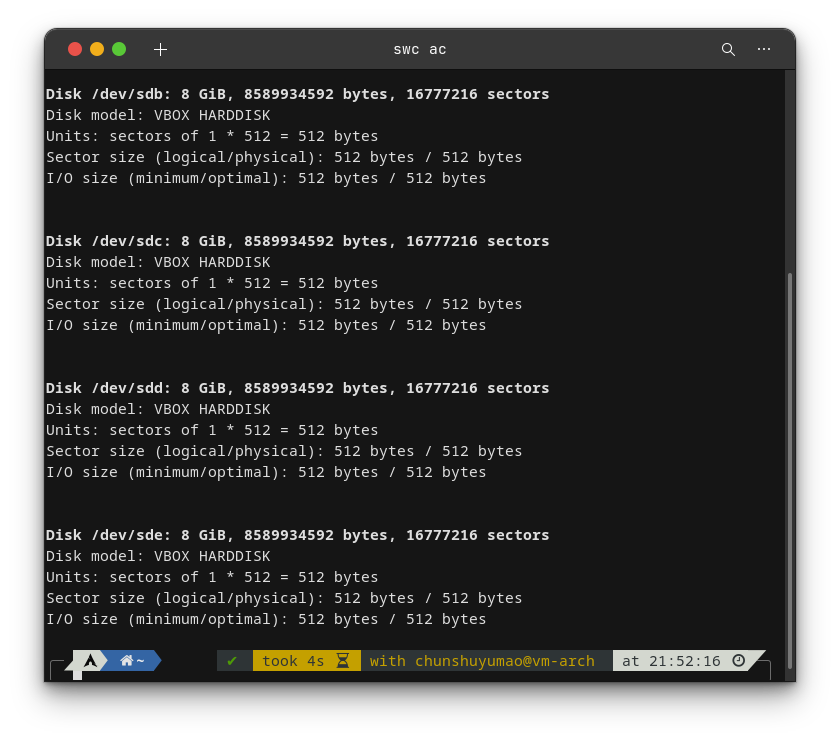 swc ac
Disk /dev/sdb: 8 GiB, 8589934592 bytes, 16777216 sectors
Disk model: VBOX HARDDISK
Units: sectors of 1 * 512 = 512 bytes
Sector size (logical/physical): 512 bytes / 512 bytes
I/O size (minimum/optimal): 512 bytes / 512 bytes
Disk /dev/sdc: 8 GiB, 8589934592 bytes, 16777216 sectors
Disk model: VBOX HARDDISK
Units: sectors of 1 * 512 = 512 bytes
Sector size (logical/physical): 512 bytes / 512 bytes
I/O size (minimum/optimal): 512 bytes / 512 bytes
Disk /dev/sdd: 8 GiB, 8589934592 bytes, 16777216 sectors
Disk model: VBOX HARDDISK
Units: sectors of 1 * 512 = 512 bytes
Sector size (logical/physical): 512 bytes / 512 bytes
I/O size (minimum/optimal): 512 bytes / 512 bytes
Disk /dev/sde: 8 GiB, 8589934592 bytes, 16777216 sectors
Disk model: VBOX HARDDISK
Units: sectors of 1 * 512 = 512 bytes
Sector size (logical/physical): 512 bytes / 512 bytes
I/O size (minimum/optimal): 512 bytes / 512 bytes
~ ✔ took 4s with chunshuyumao@vm-arch at 21:52:16